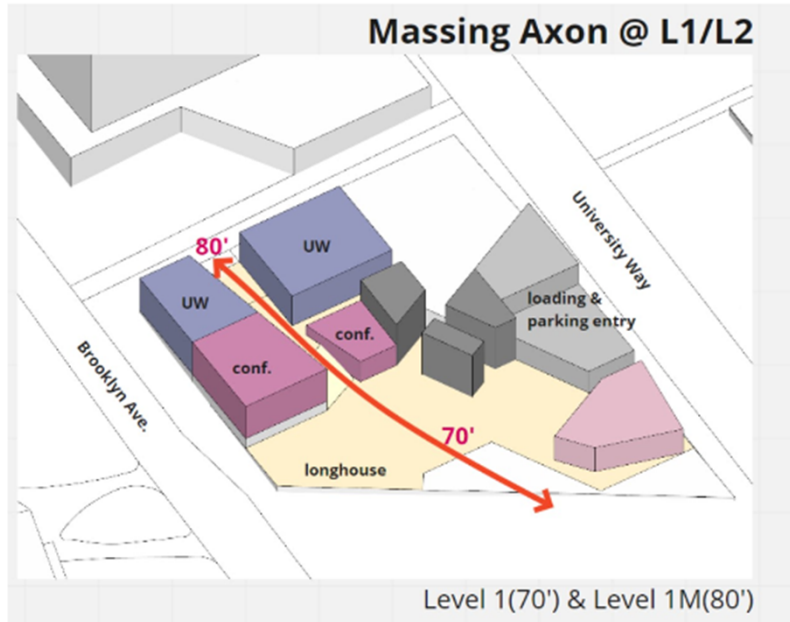 Massing Axon @ L1/L2
University Way
80'
UW
UW
loading &
parking entry
conf.
conf.
Brooklyn Ave.
70'
longhouse
Level 1(70') & Level 1M(80')